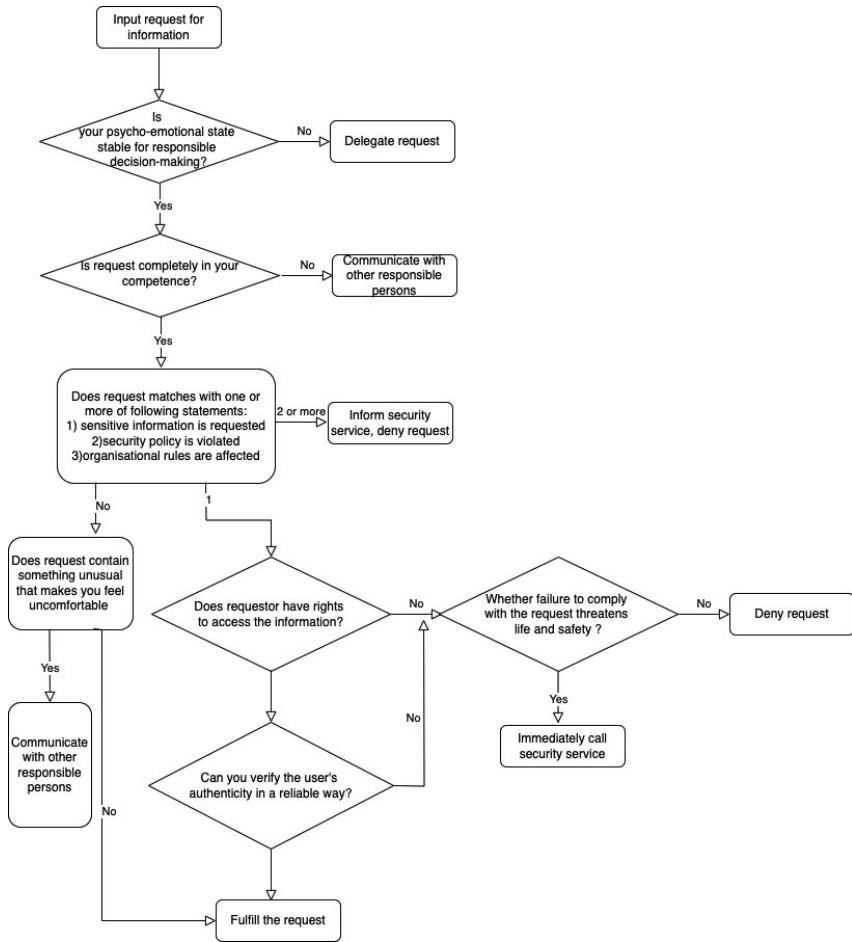 Input request for
information
Is
your psycho-emotional state
stable for responsible
decision-making?
No
Delegate request
Yes
Is request completely in your
competence?
No
Communicate with
other responsible
persons
Yes
Does request matches with one or
more of following statements:
1) sensitive information is requested
2)security policy is violated
3)organisational rules are affected
2 or more
Inform security
service, deny request
No
1
Does request contain
something unusual
that makes you feel
uncomfortable
Does requestor have rights
to access the information?
No
Whether failure to comply
with the request threatens
life and safety ?
No
Deny request
Yes
Yes
Communicate
with other
responsible
persons
No
Can you verify the user's
authenticity in a reliable way?
No
Immediately call
security service
Fulfill the request